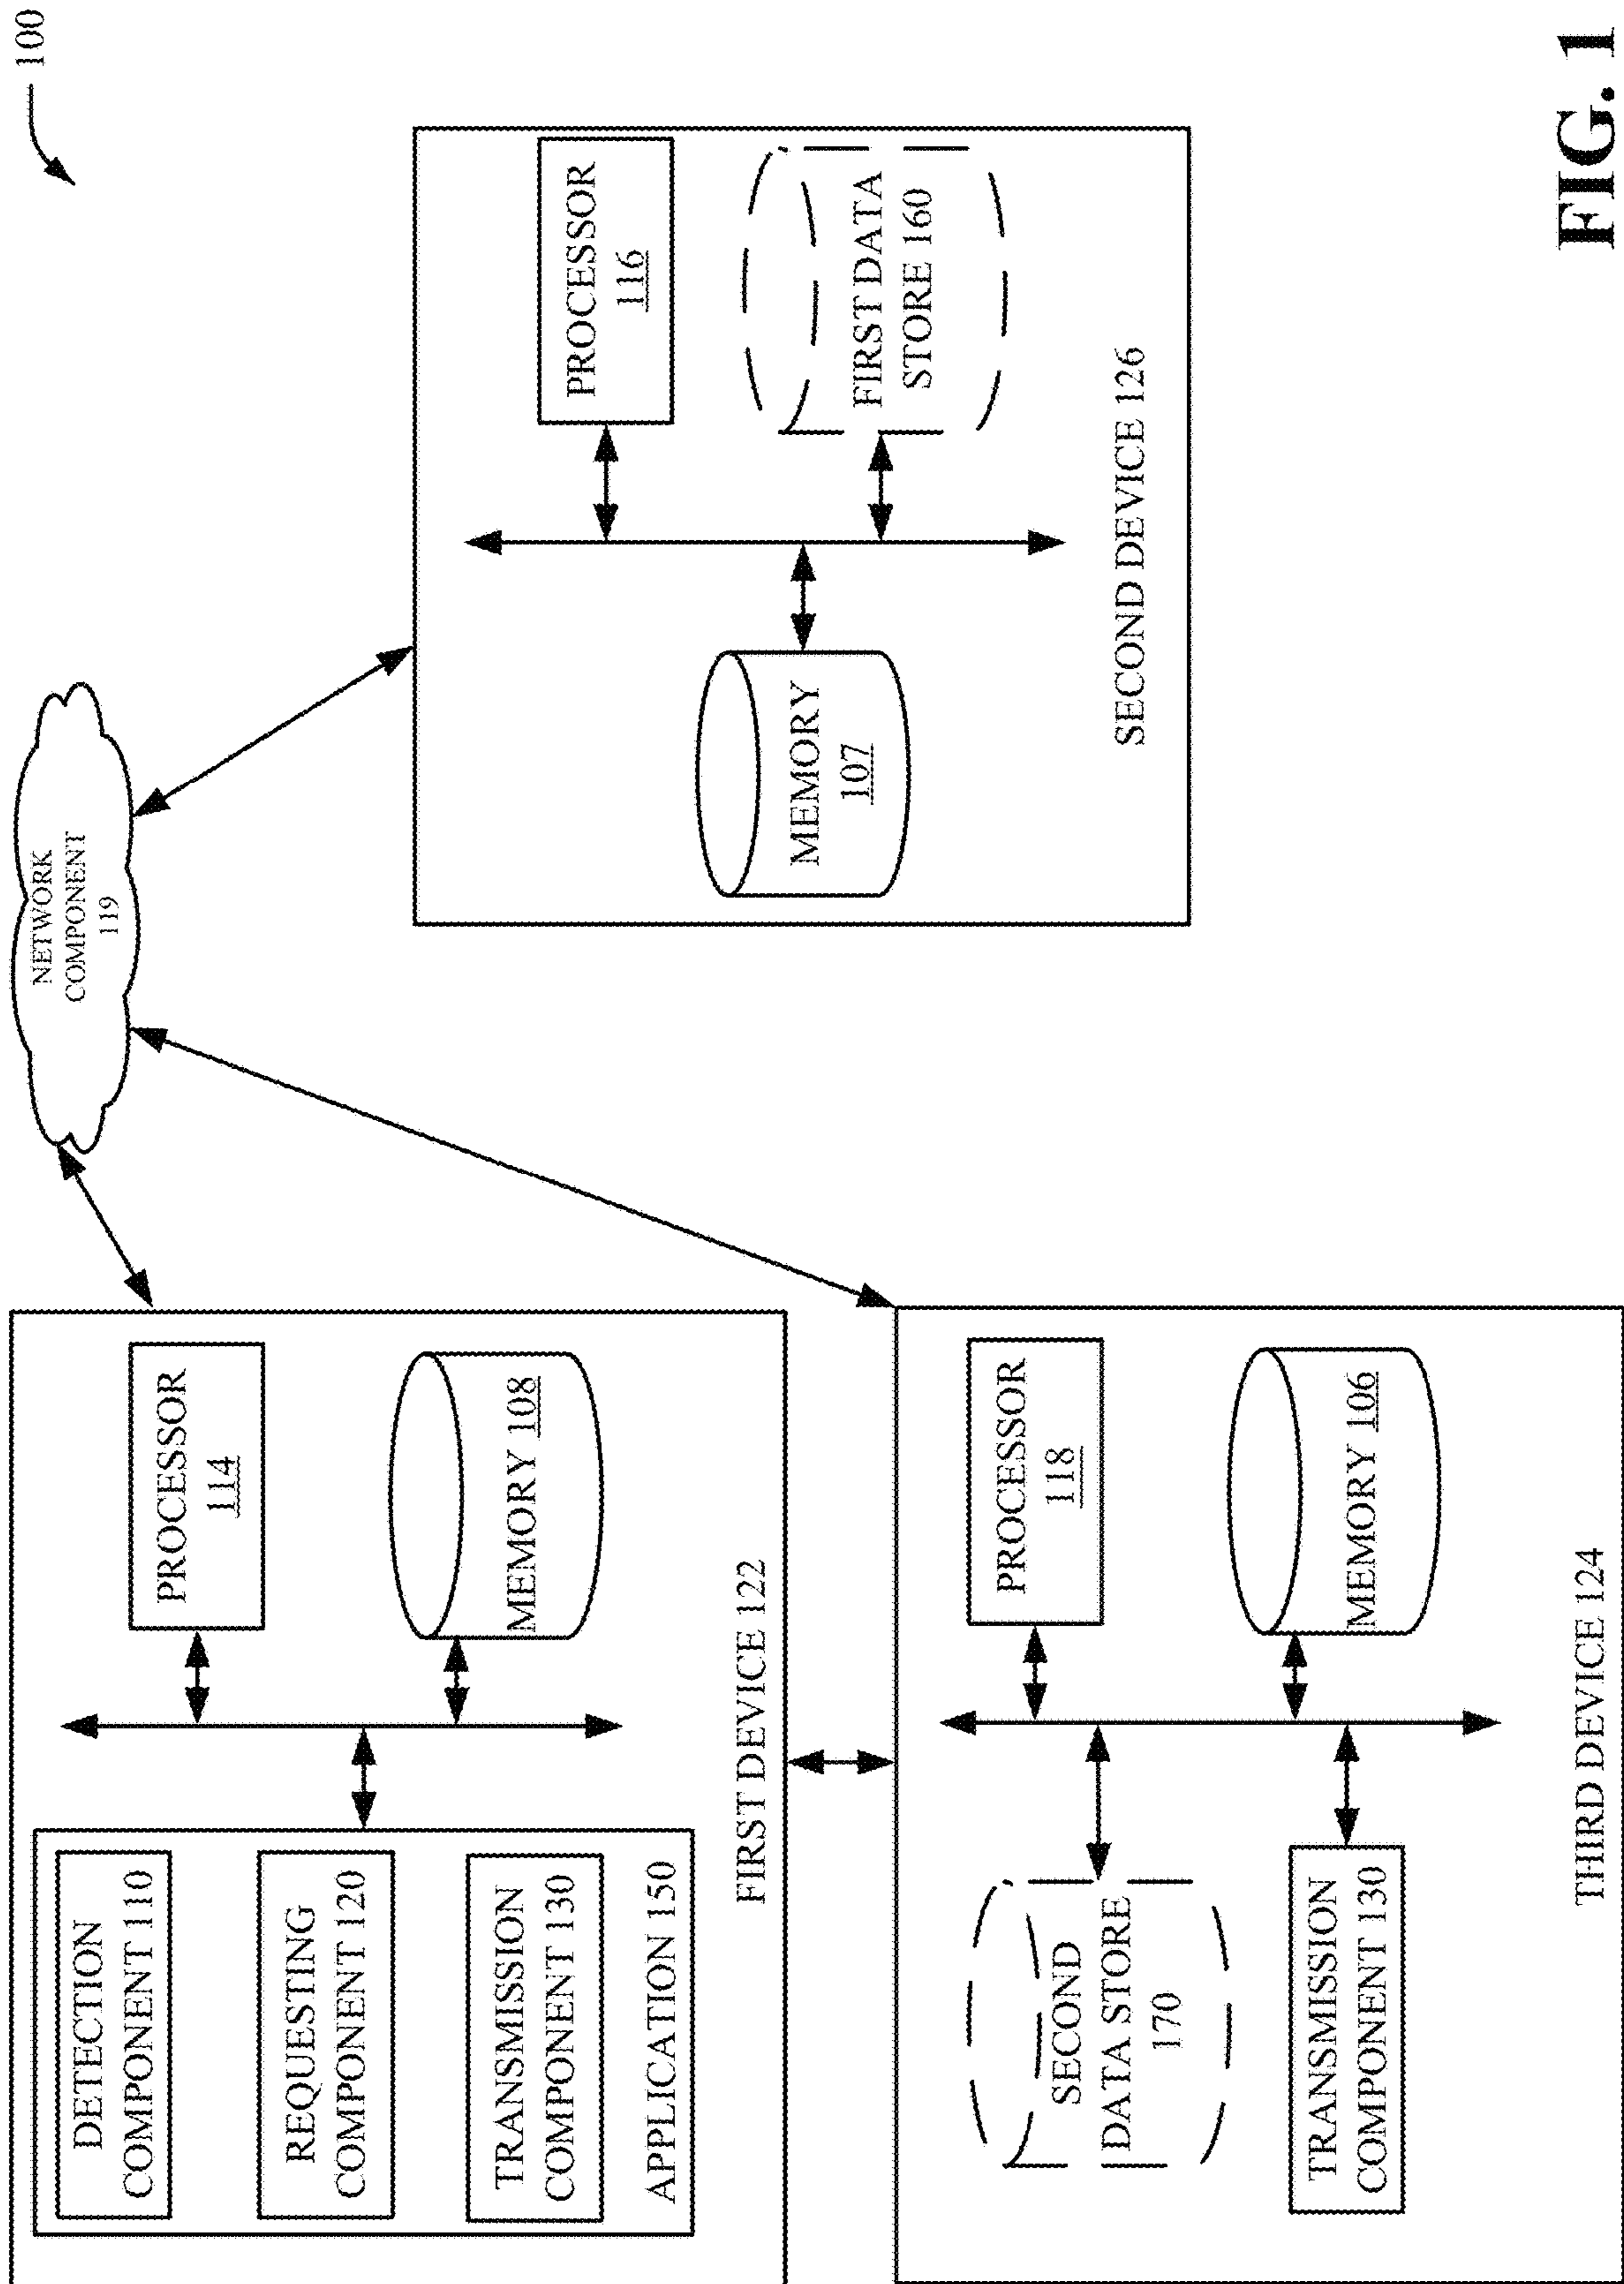 100
NETWORK
COMPONENT
119
DETECTION
COMPONENT 110
REQUESTING
COMPONENT 120
TRANSMISSION
COMPONENT 130
APPLICATION 150
PROCESSOR
114
MEMORY 108
FIRST DEVICE 122
SECOND
DATA STORE
170
TRANSMISSION
COMPONENT 130
PROCESSOR
118
MEMORY 106
THIRD DEVICE 124
MEMORY
107
PROCESSOR
116
FIRST DATA
STORE 160
SECOND DEVICE 126
FIG. 1